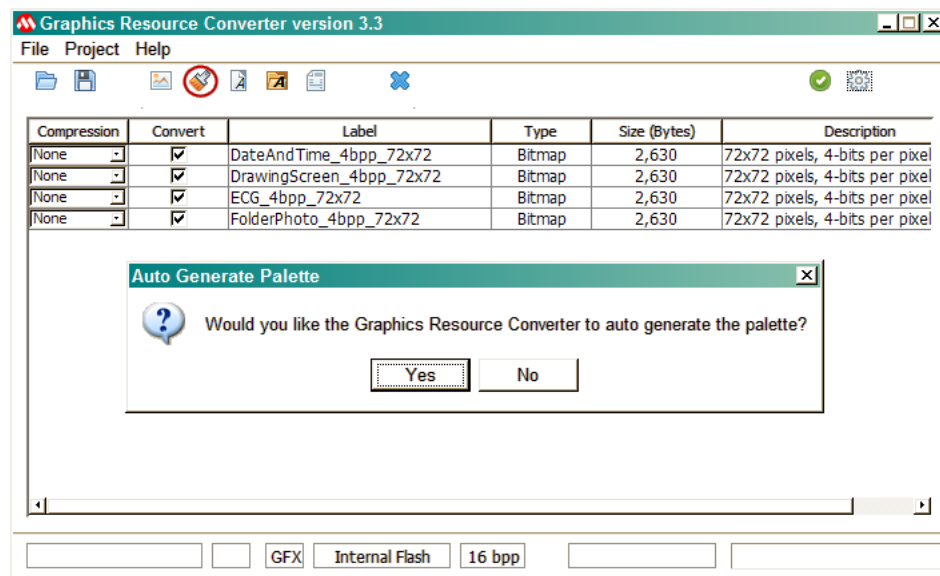 Graphics Resource Converter version 3.3
File Project Help
Compression Convert Label Type Size (Bytes) Description
None DateAndTime_4bpp_72x72 Bitmap 2,630 72x72 pixels, 4-bits per pixel
None DrawingScreen_4bpp_72x72 Bitmap 2,630 72x72 pixels, 4-bits per pixel
None ECG_4bpp_72x72 Bitmap 2,630 72x72 pixels, 4-bits per pixel
None FolderPhoto_4bpp_72x72 Bitmap 2,630 72x72 pixels, 4-bits per pixel
Auto Generate Palette
Would you like the Graphics Resource Converter to auto generate the palette?
Yes No
GFX Internal Flash 16 bpp